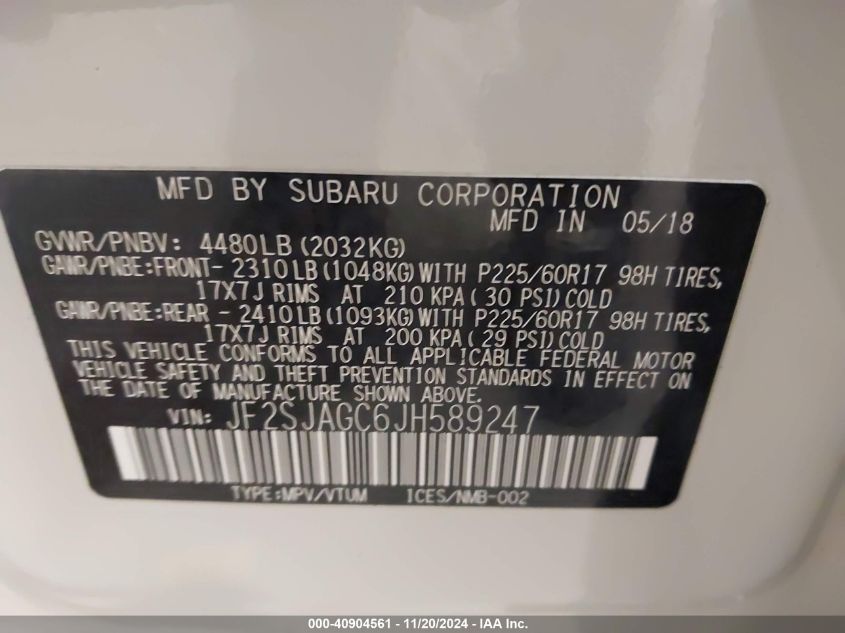 MFD BY SUBARU CORPORATION
MFD IN 05/18
GVWR/PNBV: 4480LB (2032KG)
GAWR/PNBE:FRONT- 2310LB (1048KG) WITH P225/60R17 98H TIRES,
17X7J RIMS AT 210 KPA ( 30 PSI) COLD
GAWR/PNBE:REAR - 2410LB (1093KG) WITH P225/60R17 98H TIRES,
17X7J RIMS AT 200 KPA ( 29 PSI) COLD
THIS VEHICLE CONFORMS TO ALL APPLICABLE FEDERAL MOTOR
VEHICLE SAFETY AND THEFT PREVENTION STANDARDS IN EFFECT ON
THE DATE OF MANUFACTURE SHOWN ABOVE.
VIN: JF2SJAGC6JH589247
TYPE:MPV/VTUM ICES/NMB-002
000-40904561 - 11/20/2024 - IAA Inc.